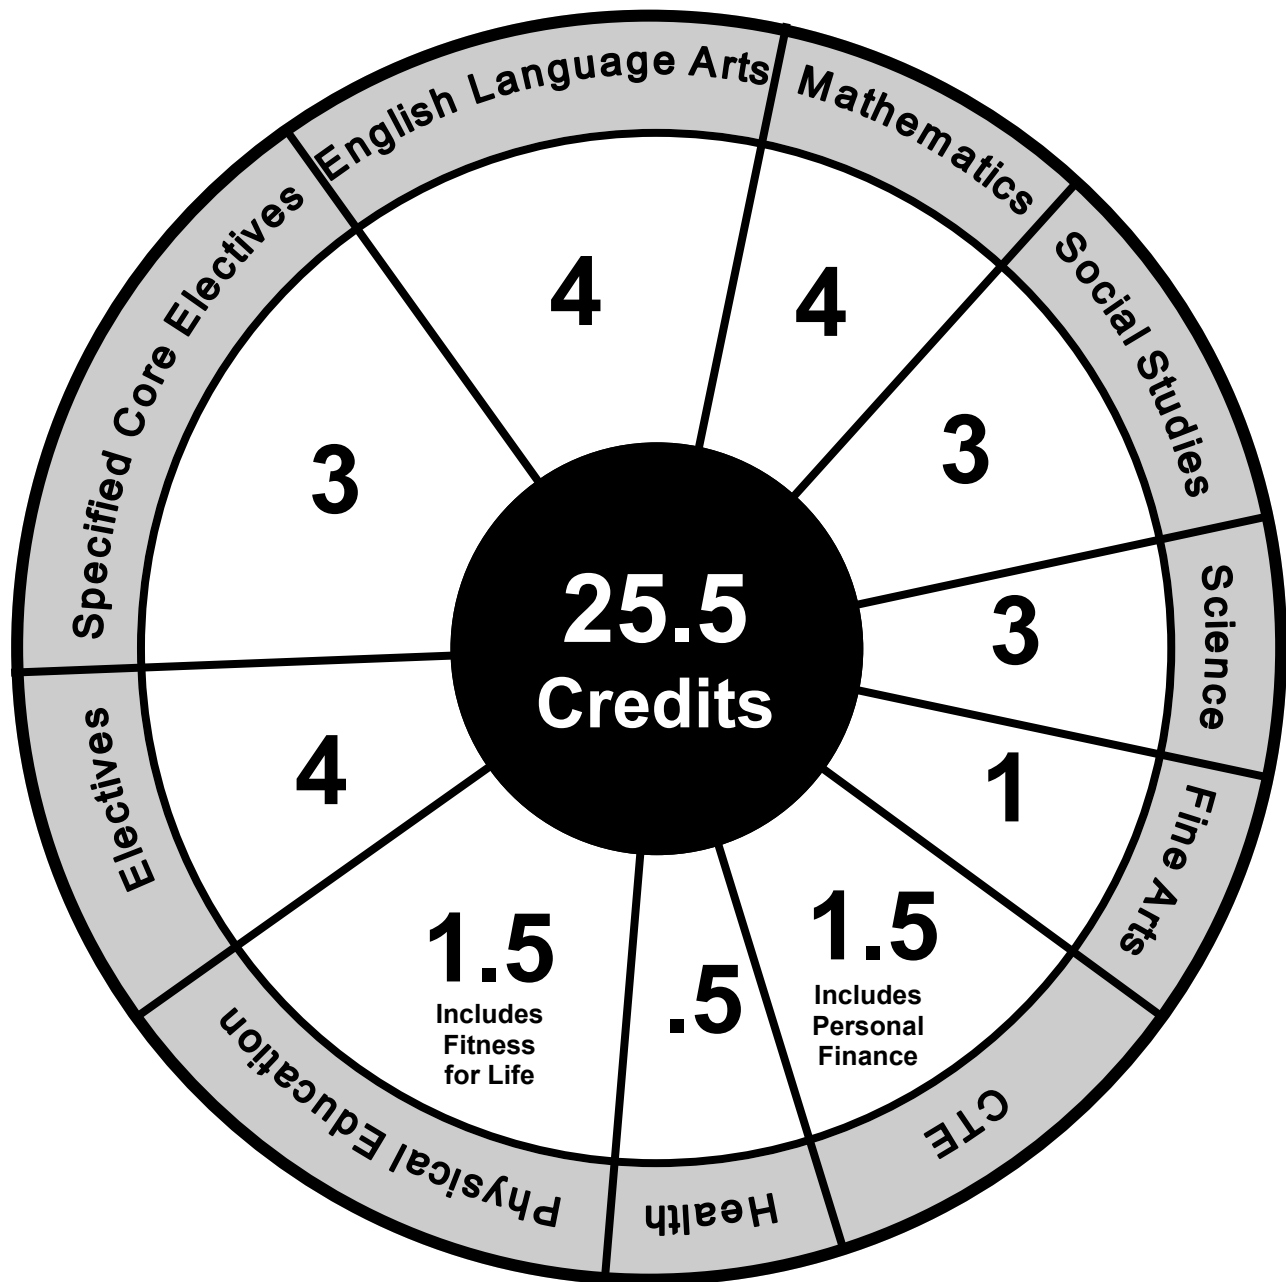 English Language Arts
4
Mathematics
4
Social Studies
3
Science
3
Fine Arts
1
CTE
1.5
Includes
Personal
Finance
Health
.5
Physical Education
1.5
Includes
Fitness
for Life
Electives
4
Specified Core Electives
3
25.5
Credits